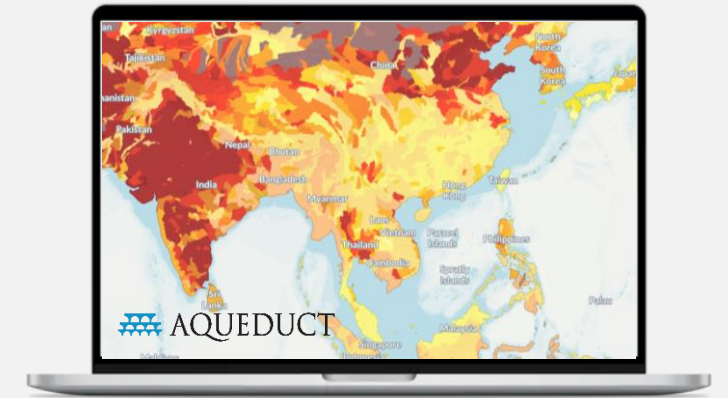 Kyrgyzstan
North
Korea
Tajikistan
China
South
Korea
Japan
Pakistan
Nepal
Bhutan
India
Bangladesh
Hong
Kong
Taiwan
Myanmar
Laos
Vietnam
Paracel
Islands
Philippines
Thailand
Cambodia
Spratly
Islands
Sri
Lanka
Palau
AQUEDUCT
Malaysia
Singapore